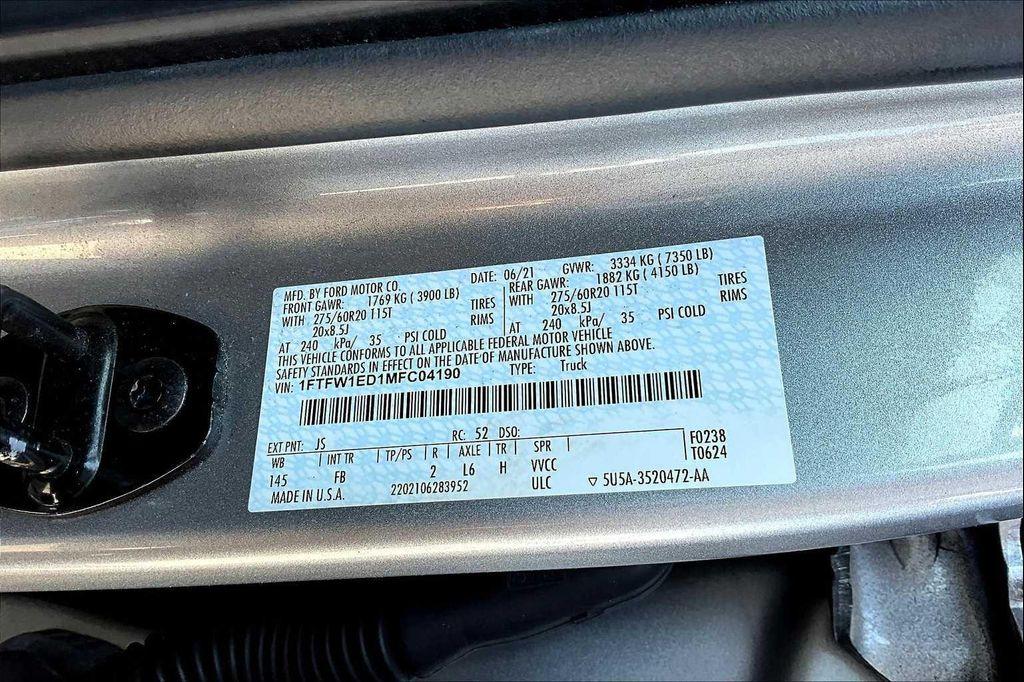 MFD. BY FORD MOTOR CO. DATE: 06/21 GVWR: 3334 KG ( 7350 LB)
FRONT GAWR: 1769 KG ( 3900 LB) REAR GAWR: 1882 KG ( 4150 LB)
WITH 275/60R20 115T TIRES WITH 275/60R20 115T TIRES
20x8.5J RIMS 20x8.5J RIMS
AT 240 kPa/ 35 PSI COLD AT 240 kPa/ 35 PSI COLD
THIS VEHICLE CONFORMS TO ALL APPLICABLE FEDERAL MOTOR VEHICLE
SAFETY STANDARDS IN EFFECT ON THE DATE OF MANUFACTURE SHOWN ABOVE.
VIN: 1FTFW1ED1MFC04190 TYPE: Truck
EXT PNT: JS RC: 52 DSO: F0238
WB INT TR TP/PS R AXLE TR SPR T0624
145 FB 2 L6 H VVCC
MADE IN U.S.A. 2202106283952 ULC ▽ 5U5A-3520472-AA